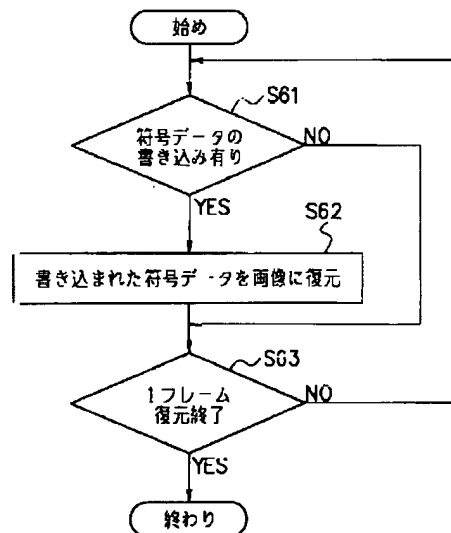 始め
S61
符号データの
書き込み有り
NO
YES
S62
書き込まれた符号データを画像に復元
S63
1フレーム
復元終了
NO
YES
終わり